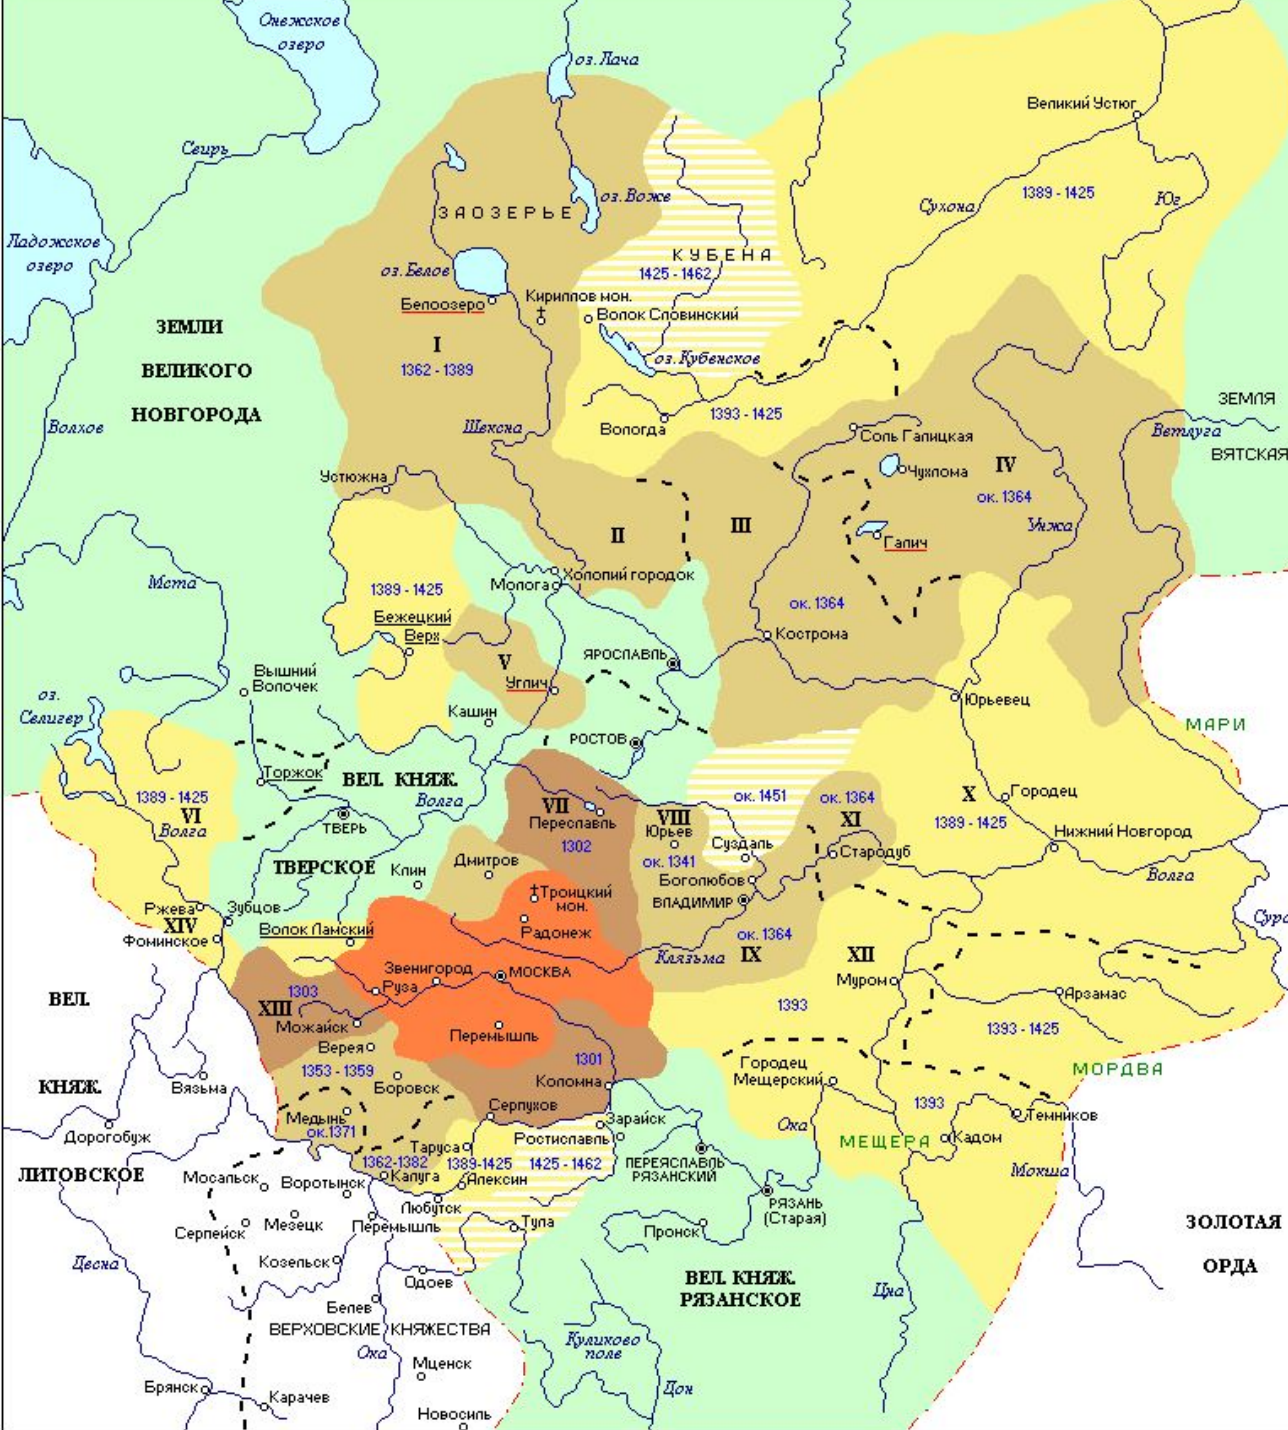 Онежское
озеро
оз. Лача
Великий Устюг
Свирь
1389 - 1425
Юг
Сухона
оз. Воже
ЗАОЗЕРЬЕ
Ладожское
озеро
КУБЕНА
1425 - 1462
оз. Белое
Белоозеро
Кириллов мон.
Волок Словинский
ЗЕМЛИ
ВЕЛИКОГО
НОВГОРОДА
I
1362 - 1389
оз. Кубенское
Волхов
Шексна
Вологда
1393 - 1425
ЗЕМЛЯ
ВЯТСКАЯ
Ветлуга
Соль Галицкая
Чухлома
IV
ок. 1364
Устюжна
II
III
Унжа
Галич
Мста
Молога
Холопий городок
1389 - 1425
Бежецкий
Верх
ок. 1364
Кострома
V
Углич
ЯРОСЛАВЛЬ
Вышний
Волочек
оз.
Селигер
Кашин
РОСТОВ
Юрьевец
МАРИ
Торжок
ВЕЛ. КНЯЖ.
Волга
1389 - 1425
VI
Волга
ТВЕРЬ
ТВЕРСКОЕ
VII
Переславль
1302
VIII
Юрьев
ок. 1341
ок. 1451
Суздаль
ок. 1364
XI
Стародуб
X
1389 - 1425
Городец
Нижний Новгород
Волга
Клин
Дмитров
Троицкий
мон.
Радонеж
Боголюбов
ВЛАДИМИР
ок. 1364
IX
Клязьма
Ржева
Зубцов
XIV
Фоминское
Волок Ламский
Сура
XII
Муром
1393
Арзамас
1393 - 1425
ВЕЛ.
1303
XIII
Можайск
Звенигород
Руза
МОСКВА
Перемышль
Верея
1353 - 1359
Боровск
1301
Коломна
Городец
Мещерский
МОРДВА
КНЯЖ.
Вязьма
Дорогобуж
ЛИТОВСКОЕ
Медынь
ок. 1371
Серпухов
Таруса
Ростиславль
Зарайск
1393
Темников
Кадом
МЕЩЕРА
Ока
Мокша
1362-1382
Калуга
1389-1425
Алексин
1425 - 1462
ПЕРЕЯСЛАВЛЬ
РЯЗАНСКИЙ
РЯЗАНЬ
(Старая)
Мосальск
Воротынск
Любутск
Перемышль
Серпейск
Мезецк
Тула
Пронск
ЗОЛОТАЯ
ОРДА
Десна
Козельск
Одоев
ВЕЛ. КНЯЖ.
РЯЗАНСКОЕ
Цна
Белев
ВЕРХОВСКИЕ КНЯЖЕСТВА
Ока
Куликово
поле
Мценск
Дон
Брянск
Карачев
Новосиль